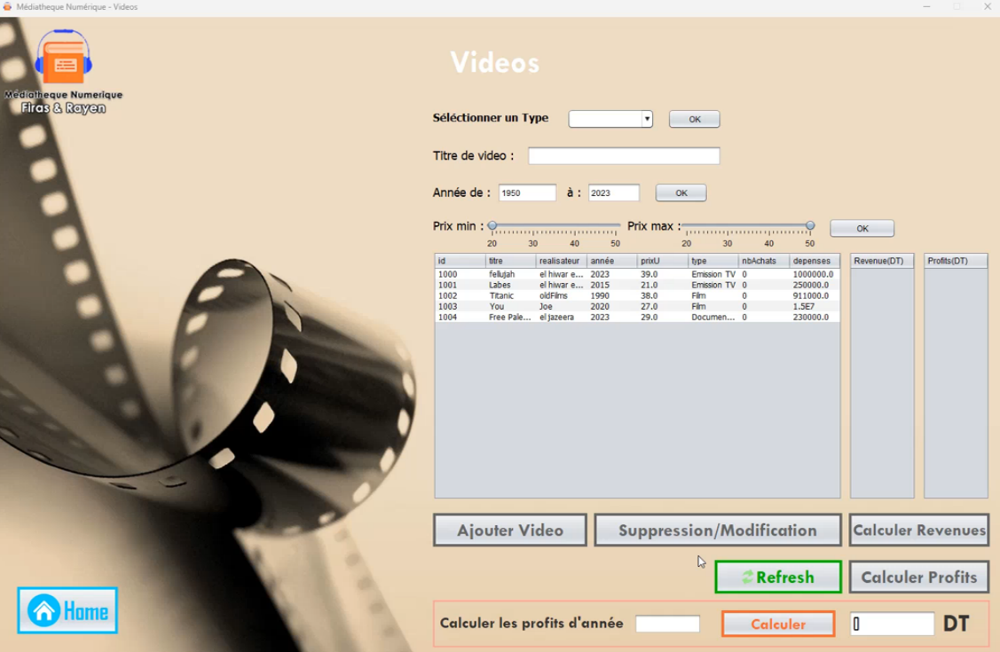 Médiatheque Numérique - Videos
Médiatheque Numerique
Firas & Rayen
Videos
Séléctionner un Type OK
Titre de video :
Année de : 1950 à : 2023 OK
Prix min : Prix max : OK
20 30 40 50 20 30 40 50
id titre realisateur année prixU type nbAchats depenses Revenue(DT) Profits(DT)
1000 fellujah el hiwar e... 2023 39.0 Emission TV 0 1000000.0
1001 Labes el hiwar e... 2015 21.0 Emission TV 0 250000.0
1002 Titanic oldFilms 1990 38.0 Film 0 911000.0
1003 You Joe 2020 27.0 Film 0 1.5E7
1004 Free Pale... el jazeera 2023 29.0 Documen... 0 230000.0
Ajouter Video Suppression/Modification Calculer Revenues
Refresh Calculer Profits
Home
Calculer les profits d'année Calculer DT